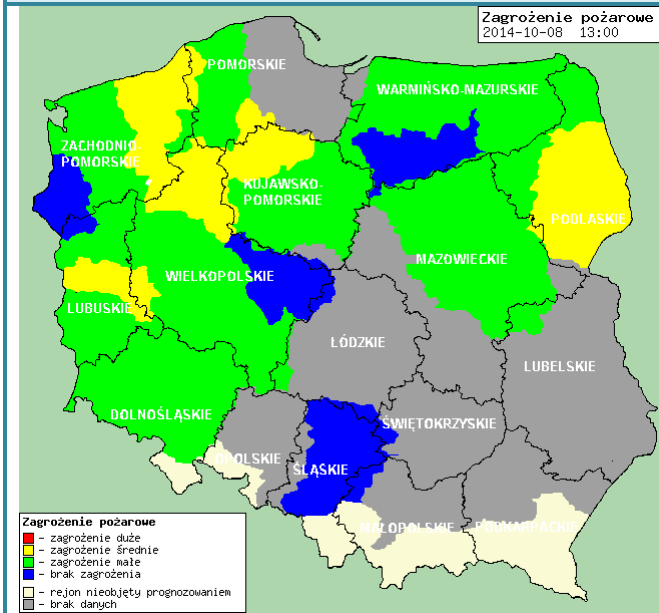 Zagrożenie pożarowe
2014-10-08 13:00
POMORSKIE
WARMIŃSKO-MAZURSKIE
ZACHODNIO-
POMORSKIE
KUJAWSKO-
POMORSKIE
PODLASKIE
MAZOWIECKIE
WIELKOPOLSKIE
LUBUSKIE
ŁÓDZKIE
LUBELSKIE
DOLNOŚLĄSKIE
ŚWIĘTOKRZYSKIE
OPOLSKIE
ŚLĄSKIE
MAŁOPOLSKIE
PODKARPACKIE
Zagrożenie pożarowe
– zagrożenie duże
– zagrożenie średnie
– zagrożenie małe
– brak zagrożenia
– rejon nieobjęty prognozowaniem
– brak danych